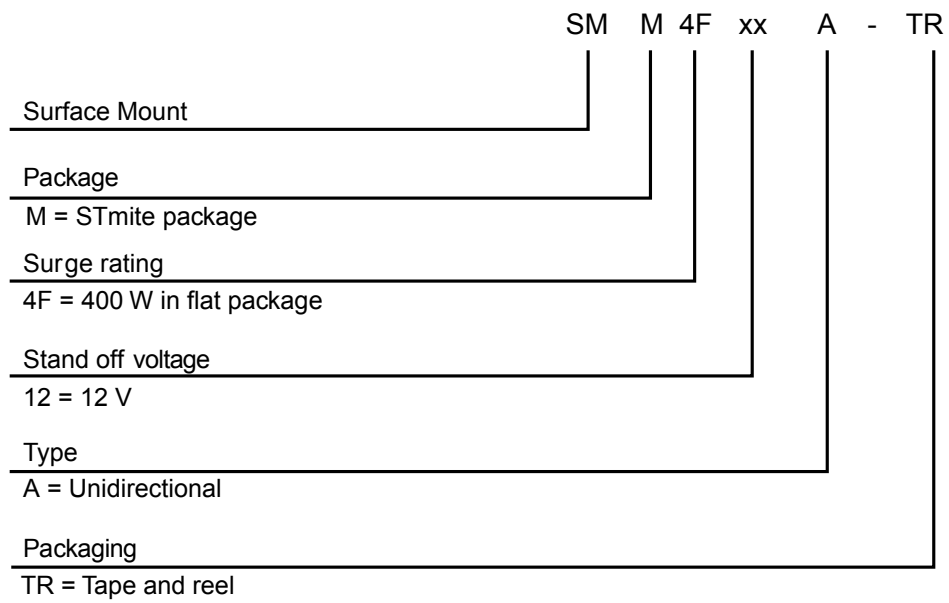 SM M 4F xx A - TR
Surface Mount
Package
M = STmite package
Surge rating
4F = 400 W in flat package
Stand off voltage
12 = 12 V
Type
A = Unidirectional
Packaging
TR = Tape and reel